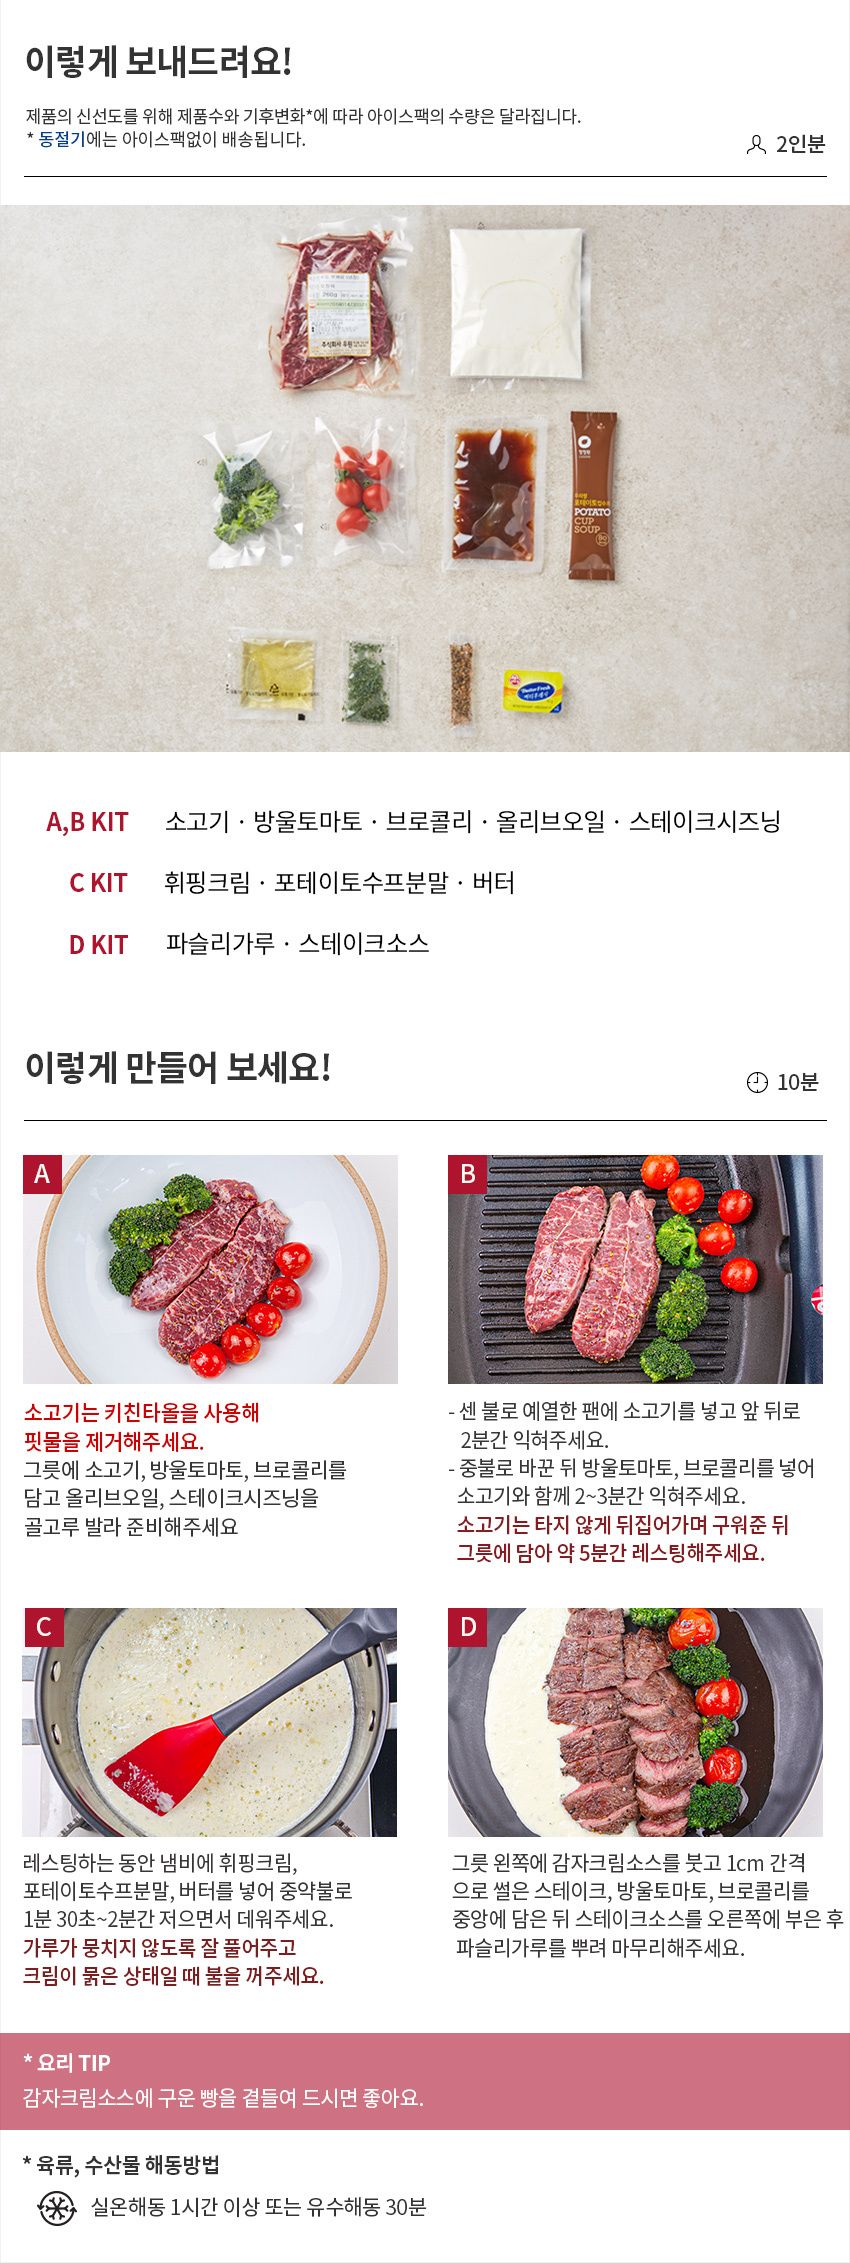 이렇게 보내드려요!
제품의 신선도를 위해 제품수와 기후변화*에 따라 아이스팩의 수량은 달라집니다.
* 동절기에는 아이스팩없이 배송됩니다.
2인분
260g
주식회사 우원
청정원
포테이토컵수프
POTATO
CUP
SOUP
80
Butter Fresh
버터후레쉬
A,B KIT 소고기 · 방울토마토 · 브로콜리 · 올리브오일 · 스테이크시즈닝
C KIT 휘핑크림 · 포테이토수프분말 · 버터
D KIT 파슬리가루 · 스테이크소스
이렇게 만들어 보세요!
10분
A
소고기는 키친타올을 사용해
핏물을 제거해주세요.
그릇에 소고기, 방울토마토, 브로콜리를
담고 올리브오일, 스테이크시즈닝을
골고루 발라 준비해주세요
B
- 센 불로 예열한 팬에 소고기를 넣고 앞 뒤로
2분간 익혀주세요.
- 중불로 바꾼 뒤 방울토마토, 브로콜리를 넣어
소고기와 함께 2~3분간 익혀주세요.
소고기는 타지 않게 뒤집어가며 구워준 뒤
그릇에 담아 약 5분간 레스팅해주세요.
C
레스팅하는 동안 냄비에 휘핑크림,
포테이토수프분말, 버터를 넣어 중약불로
1분 30초~2분간 저으면서 데워주세요.
가루가 뭉치지 않도록 잘 풀어주고
크림이 묽은 상태일 때 불을 꺼주세요.
D
그릇 왼쪽에 감자크림소스를 붓고 1cm 간격
으로 썰은 스테이크, 방울토마토, 브로콜리를
중앙에 담은 뒤 스테이크소스를 오른쪽에 부은 후
파슬리가루를 뿌려 마무리해주세요.
* 요리 TIP
감자크림소스에 구운 빵을 곁들여 드시면 좋아요.
* 육류, 수산물 해동방법
실온해동 1시간 이상 또는 유수해동 30분